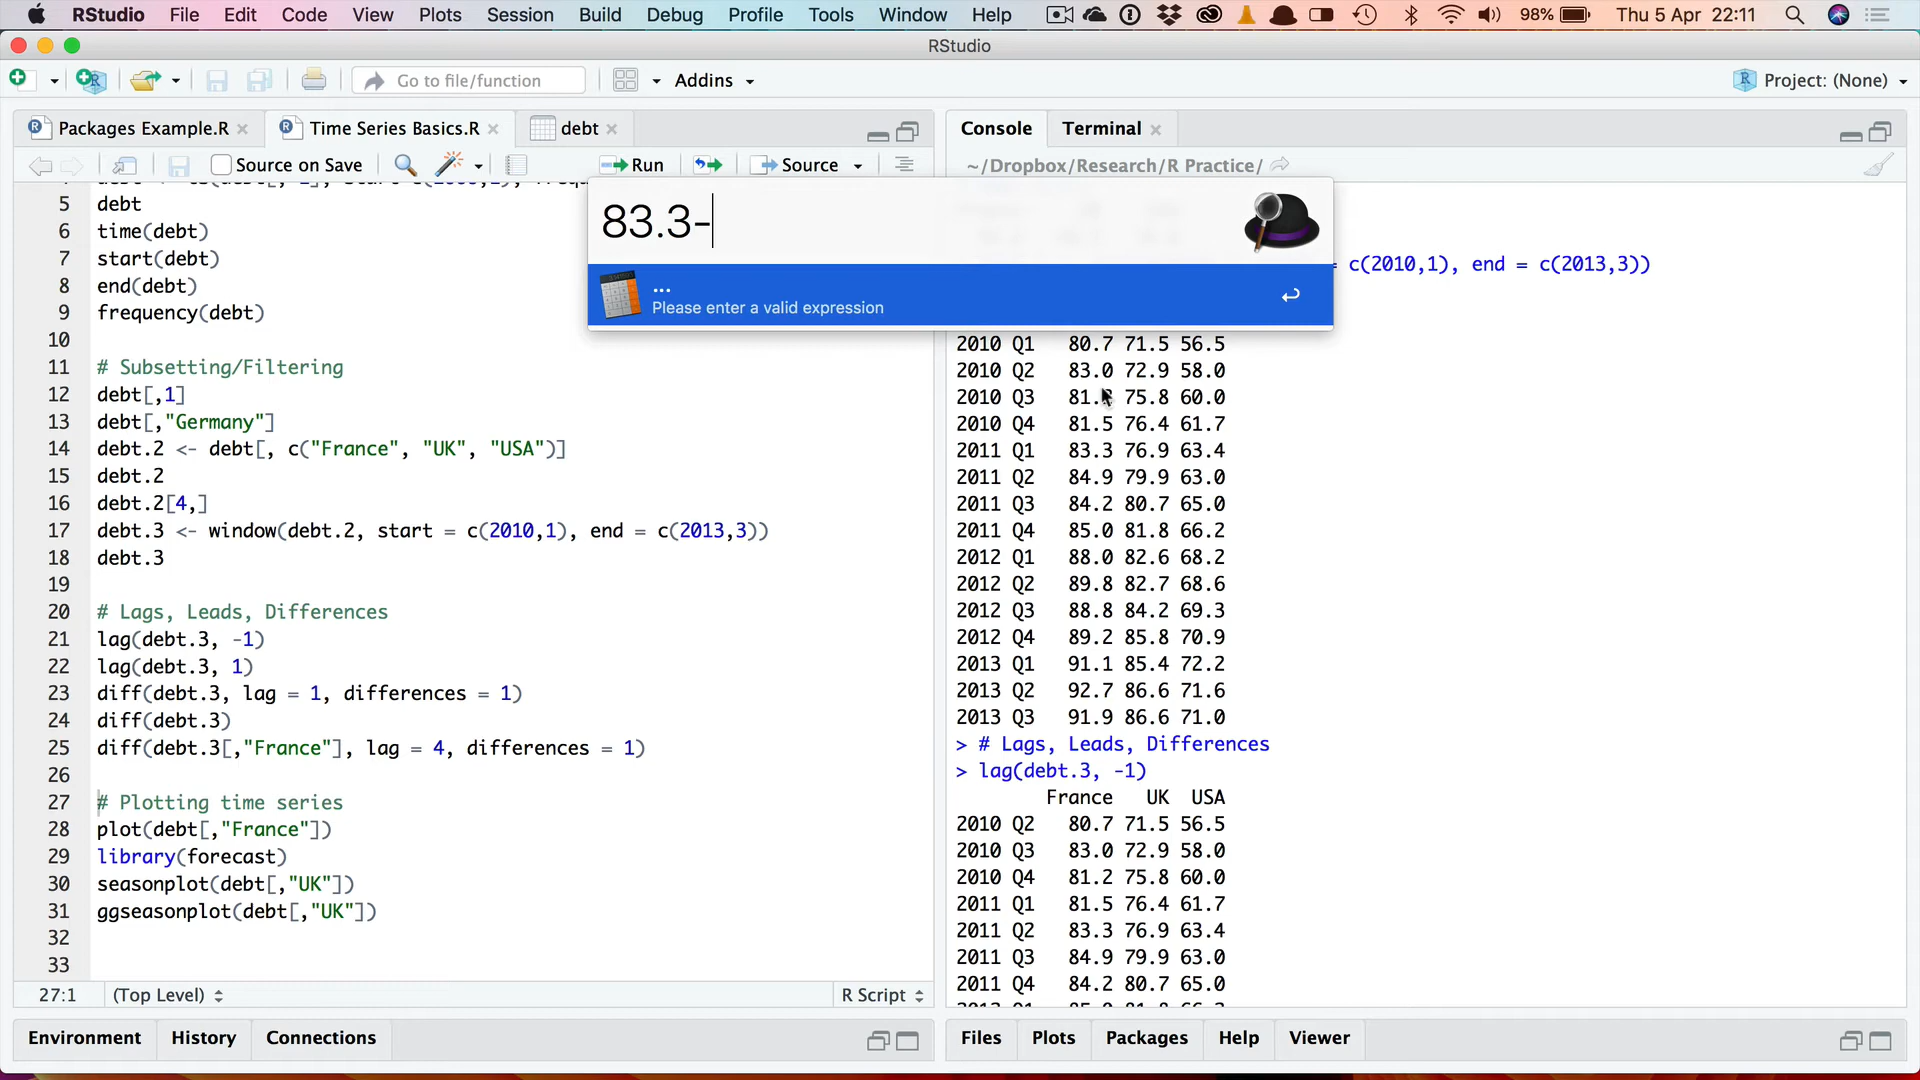 RStudio File Edit Code View Plots Session Build Debug Profile Tools Window Help 98% Thu 5 Apr 22:11
RStudio
Go to file/function Addins Project: (None)
Packages Example.R Time Series Basics.R debt
Source on Save Run Source
5 debt
6 time(debt)
7 start(debt)
8 end(debt)
9 frequency(debt)
10
11 # Subsetting/Filtering
12 debt[,1]
13 debt[,"Germany"]
14 debt.2 <- debt[, c("France", "UK", "USA")]
15 debt.2
16 debt.2[4,]
17 debt.3 <- window(debt.2, start = c(2010,1), end = c(2013,3))
18 debt.3
19
20 # Lags, Leads, Differences
21 lag(debt.3, -1)
22 lag(debt.3, 1)
23 diff(debt.3, lag = 1, differences = 1)
24 diff(debt.3)
25 diff(debt.3[,"France"], lag = 4, differences = 1)
26
27 # Plotting time series
28 plot(debt[,"France"])
29 library(forecast)
30 seasonplot(debt[,"UK"])
31 ggseasonplot(debt[,"UK"])
32
33
27:1 (Top Level) R Script
Environment History Connections
83.3-
...
Please enter a valid expression
Console Terminal
~/Dropbox/Research/R Practice/
c(2010,1), end = c(2013,3))
2010 Q1 80.7 71.5 56.5
2010 Q2 83.0 72.9 58.0
2010 Q3 81. 75.8 60.0
2010 Q4 81.5 76.4 61.7
2011 Q1 83.3 76.9 63.4
2011 Q2 84.9 79.9 63.0
2011 Q3 84.2 80.7 65.0
2011 Q4 85.0 81.8 66.2
2012 Q1 88.0 82.6 68.2
2012 Q2 89.8 82.7 68.6
2012 Q3 88.8 84.2 69.3
2012 Q4 89.2 85.8 70.9
2013 Q1 91.1 85.4 72.2
2013 Q2 92.7 86.6 71.6
2013 Q3 91.9 86.6 71.0
> # Lags, Leads, Differences
> lag(debt.3, -1)
France UK USA
2010 Q2 80.7 71.5 56.5
2010 Q3 83.0 72.9 58.0
2010 Q4 81.2 75.8 60.0
2011 Q1 81.5 76.4 61.7
2011 Q2 83.3 76.9 63.4
2011 Q3 84.9 79.9 63.0
2011 Q4 84.2 80.7 65.0
Files Plots Packages Help Viewer